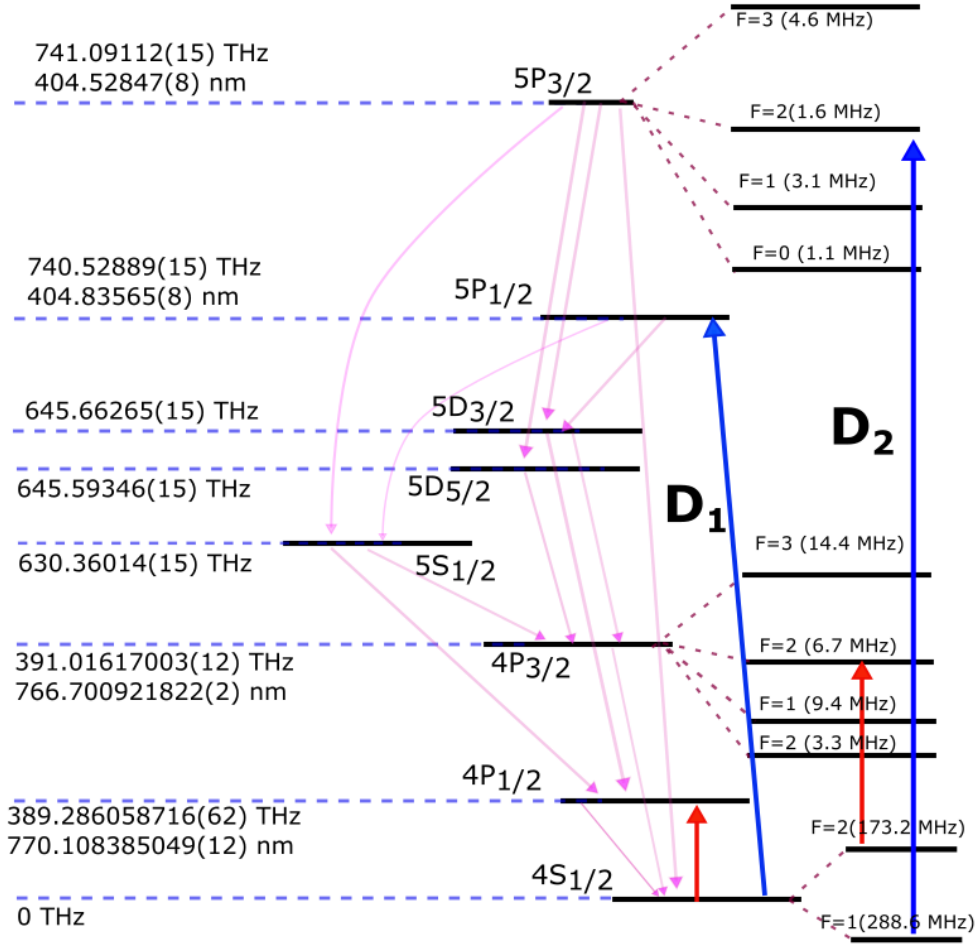 F=3 (4.6 MHz)
741.09112(15) THz
404.52847(8) nm
5P3/2
F=2(1.6 MHz)
F=1 (3.1 MHz)
F=0 (1.1 MHz)
740.52889(15) THz
404.83565(8) nm
5P1/2
645.66265(15) THz
5D3/2
D2
645.59346(15) THz
5D5/2
D1
F=3 (14.4 MHz)
630.36014(15) THz
5S1/2
4P3/2
F=2 (6.7 MHz)
391.01617003(12) THz
766.700921822(2) nm
F=1 (9.4 MHz)
F=2 (3.3 MHz)
4P1/2
389.286058716(62) THz
770.108385049(12) nm
F=2(173.2 MHz)
4S1/2
0 THz
F=1(288.6 MHz)